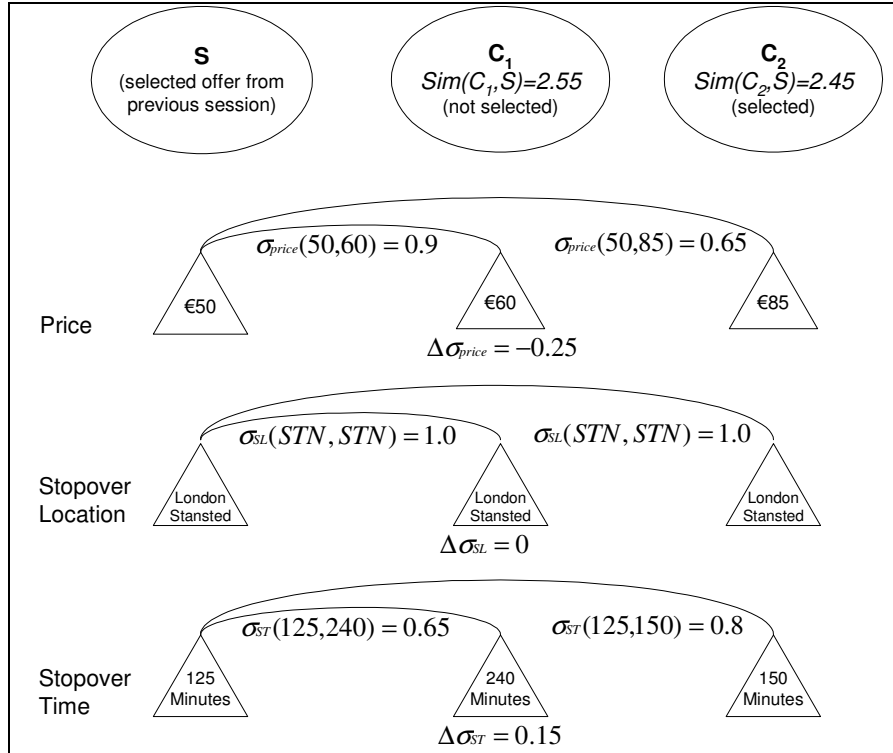 S
(selected offer from
previous session)
C₁
Sim(C₁,S)=2.55
(not selected)
C₂
Sim(C₂,S)=2.45
(selected)
σprice(50,60) = 0.9
σprice(50,85) = 0.65
Price
€50
€60
€85
Δσprice = −0.25
σSL(STN, STN) = 1.0
σSL(STN, STN) = 1.0
Stopover
Location
London
Stansted
London
Stansted
London
Stansted
ΔσSL = 0
σST(125,240) = 0.65
σST(125,150) = 0.8
Stopover
Time
125
Minutes
240
Minutes
150
Minutes
ΔσST = 0.15